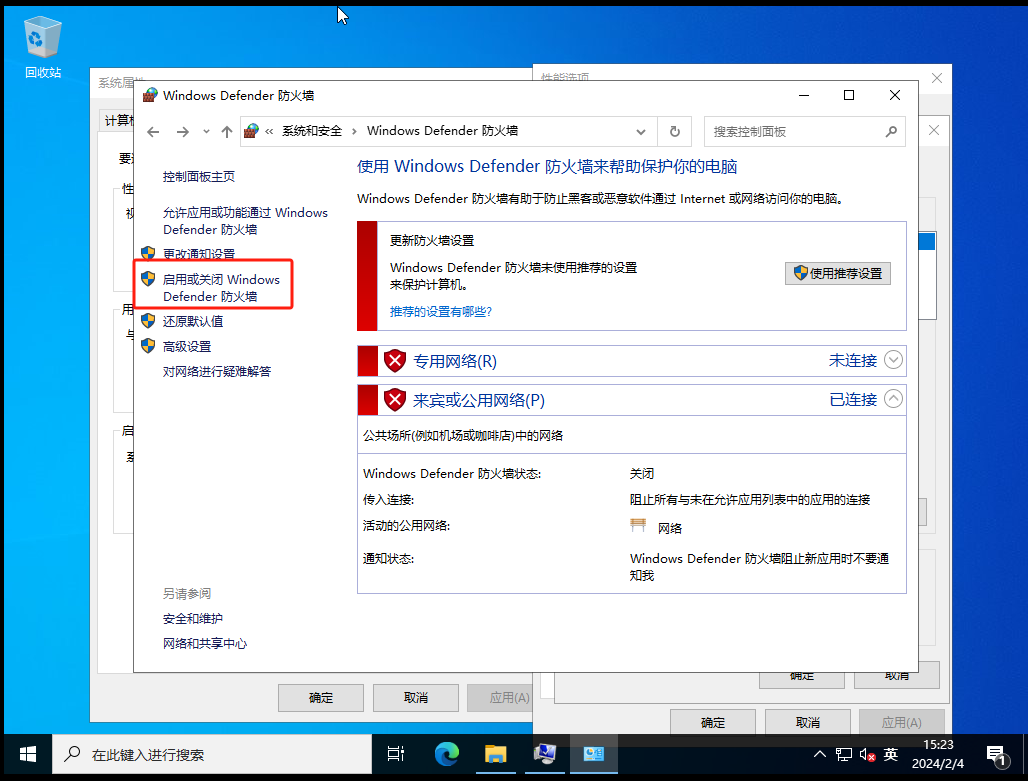 回收站
系统属性
性能选项
Windows Defender 防火墙
系统和安全
Windows Defender 防火墙
搜索控制面板
计算机
控制面板主页
允许应用或功能通过 Windows
Defender 防火墙
更改通知设置
启用或关闭 Windows
Defender 防火墙
还原默认值
高级设置
对网络进行疑难解答
另请参阅
安全和维护
网络和共享中心
使用 Windows Defender 防火墙来帮助保护你的电脑
Windows Defender 防火墙有助于防止黑客或恶意软件通过 Internet 或网络访问你的电脑。
更新防火墙设置
Windows Defender 防火墙未使用推荐的设置
来保护计算机。
使用推荐设置
推荐的设置有哪些?
专用网络(R)
未连接
来宾或公用网络(P)
已连接
公共场所(例如机场或咖啡店)中的网络
Windows Defender 防火墙状态:
关闭
传入连接:
阻止所有与未在允许应用列表中的应用的连接
活动的公用网络:
网络
通知状态:
Windows Defender 防火墙阻止新应用时不要通
知我
确定
取消
应用(A)
确定
取消
确定
取消
应用(A)
在此键入进行搜索
英
15:23
2024/2/4
1